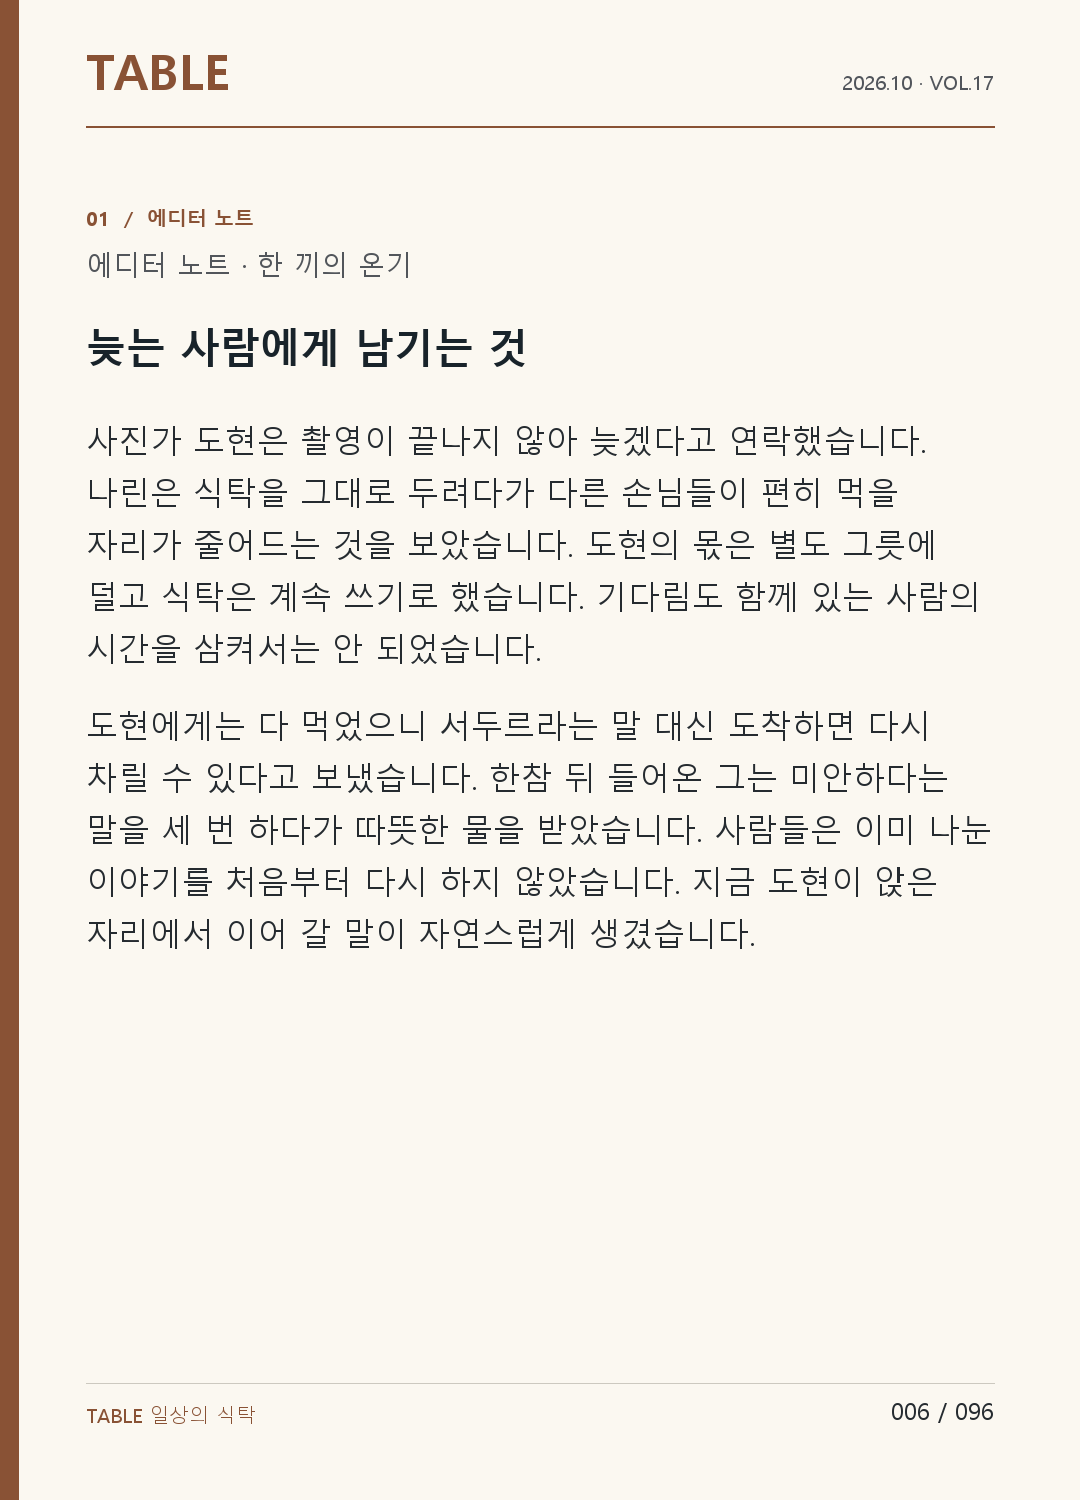 TABLE
2026.10 · VOL.17
01 / 에디터 노트
에디터 노트 · 한 끼의 온기
늦는 사람에게 남기는 것
사진가 도현은 촬영이 끝나지 않아 늦겠다고 연락했습니다.
나린은 식탁을 그대로 두려다가 다른 손님들이 편히 먹을
자리가 줄어드는 것을 보았습니다. 도현의 몫은 별도 그릇에
덜고 식탁은 계속 쓰기로 했습니다. 기다림도 함께 있는 사람의
시간을 삼켜서는 안 되었습니다.
도현에게는 다 먹었으니 서두르라는 말 대신 도착하면 다시
차릴 수 있다고 보냈습니다. 한참 뒤 들어온 그는 미안하다는
말을 세 번 하다가 따뜻한 물을 받았습니다. 사람들은 이미 나눈
이야기를 처음부터 다시 하지 않았습니다. 지금 도현이 앉은
자리에서 이어 갈 말이 자연스럽게 생겼습니다.
TABLE 일상의 식탁
006 / 096